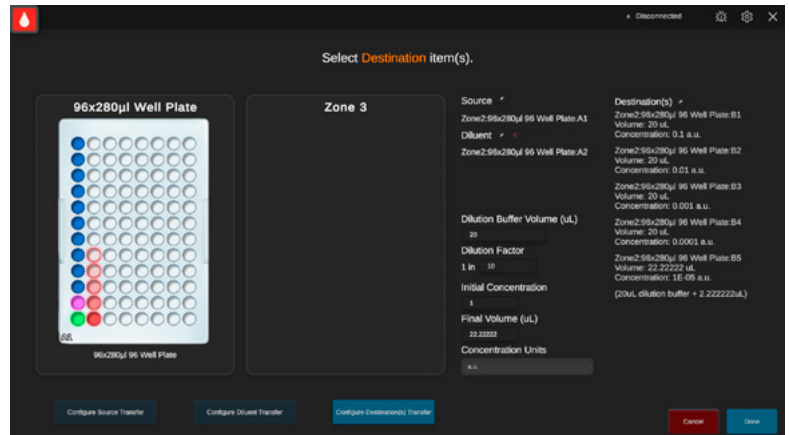 Disconnected
Select Destination item(s).
96x280µl Well Plate
A1
96x280µl 96 Well Plate
Zone 3
Source
Zone2:96x280µl 96 Well Plate:A1
Diluent
x
Zone2:96x280µl 96 Well Plate:A2
Dilution Buffer Volume (uL)
20
Dilution Factor
1 in 10
Initial Concentration
1
Final Volume (uL)
22.22222
Concentration Units
a.u.
Destination(s)
Zone2:96x280µl 96 Well Plate:B1
Volume: 20 uL
Concentration: 0.1 a.u.
Zone2:96x280µl 96 Well Plate:B2
Volume: 20 uL
Concentration: 0.01 a.u.
Zone2:96x280µl 96 Well Plate:B3
Volume: 20 uL
Concentration: 0.001 a.u.
Zone2:96x280µl 96 Well Plate:B4
Volume: 20 uL
Concentration: 0.0001 a.u.
Zone2:96x280µl 96 Well Plate:B5
Volume: 22.22222 uL
Concentration: 1E-05 a.u.
(20uL dilution buffer + 2.222222uL)
Configure Source Transfer
Configure Diluent Transfer
Configure Destination(s) Transfer
Cancel
Done